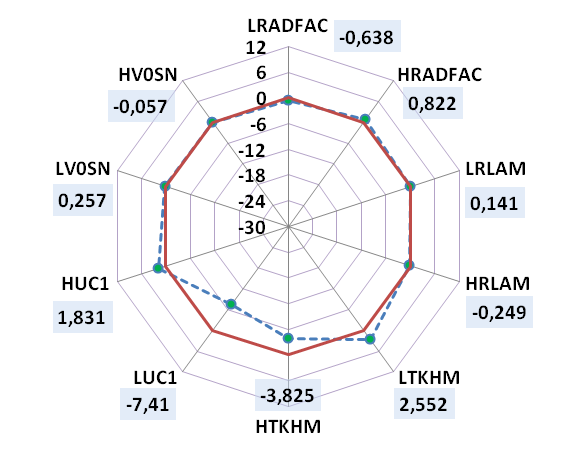 LRADFAC
-0,638
12
HV0SN
6
HRADFAC
-0,057
0
0,822
-6
LV0SN
-12
LRLAM
0,257
-18
0,141
-24
-30
HUC1
HRLAM
1,831
-0,249
LUC1
LTKHM
-7,41
-3,825
2,552
HTKHM